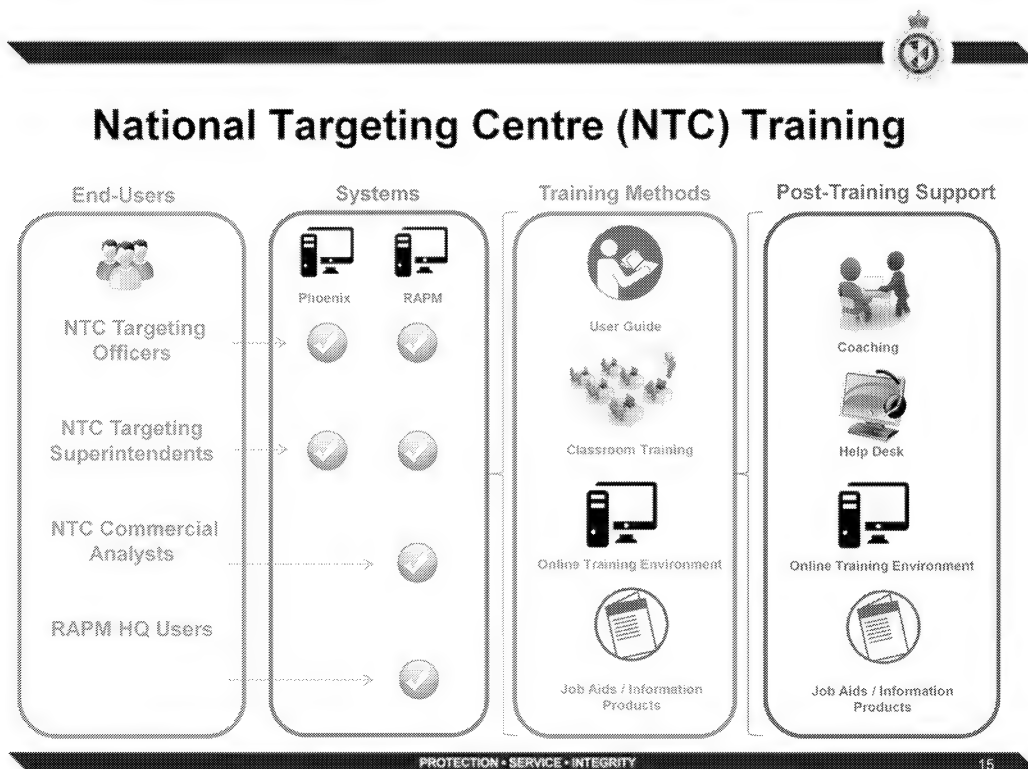 National Targeting Centre (NTC) Training
End-Users
NTC Targeting
Officers
NTC Targeting
Superintendents
NTC Commercial
Analysts
RAPM HQ Users
Systems
Phoenix
RAPM
Training Methods
User Guide
Classroom Training
Online Training Environment
Job Aids / Information
Products
Post-Training Support
Coaching
Help Desk
Online Training Environment
Job Aids / Information
Products
PROTECTION • SERVICE • INTEGRITY
15